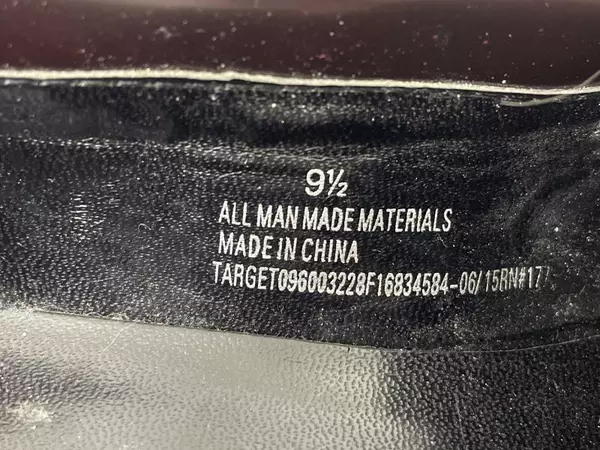 9½
ALL MAN MADE MATERIALS
MADE IN CHINA
TARGET096003228F16834584-06/15RN#17